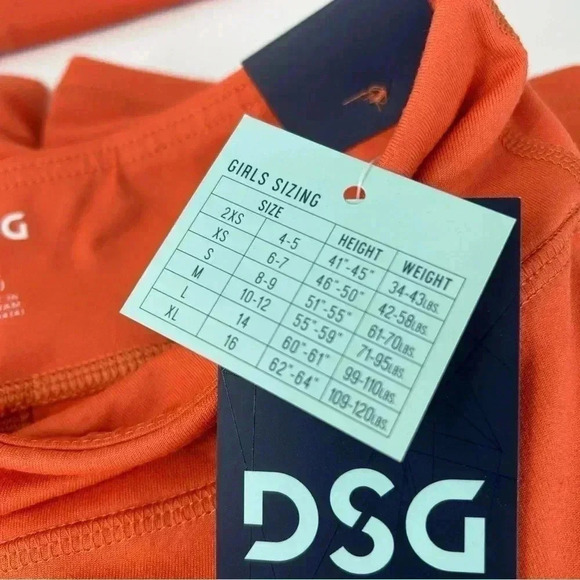 GIRLS SIZING
SIZE HEIGHT WEIGHT
2XS 4-5 41"-45" 34-43LBS.
XS 6-7 46"-50" 42-58LBS.
S 8-9 51"-55" 61-70LBS.
M 10-12 55"-59" 71-95LBS.
L 14 60"-61" 99-110LBS.
XL 16 62"-64" 109-120LBS.
SG
DSG